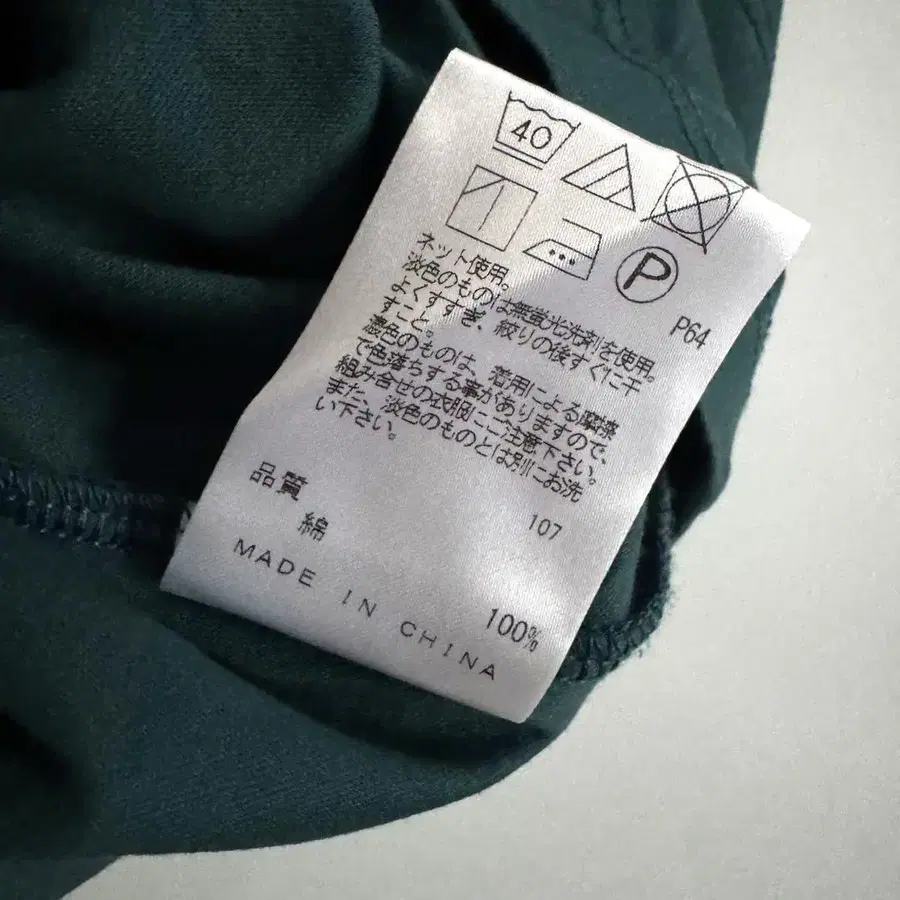 40
P
P64
ネット使用。
淡色のものは無蛍光洗剤を使用。
よくすすぎ、絞りの後すぐに干
すこと。
濃色のものは、着用による摩擦
で色落ちする事がありますので、
組み合せの衣服にご注意下さい。
また、淡色のものとは別にお洗
い下さい。
107
品質
綿
100%
MADE IN CHINA